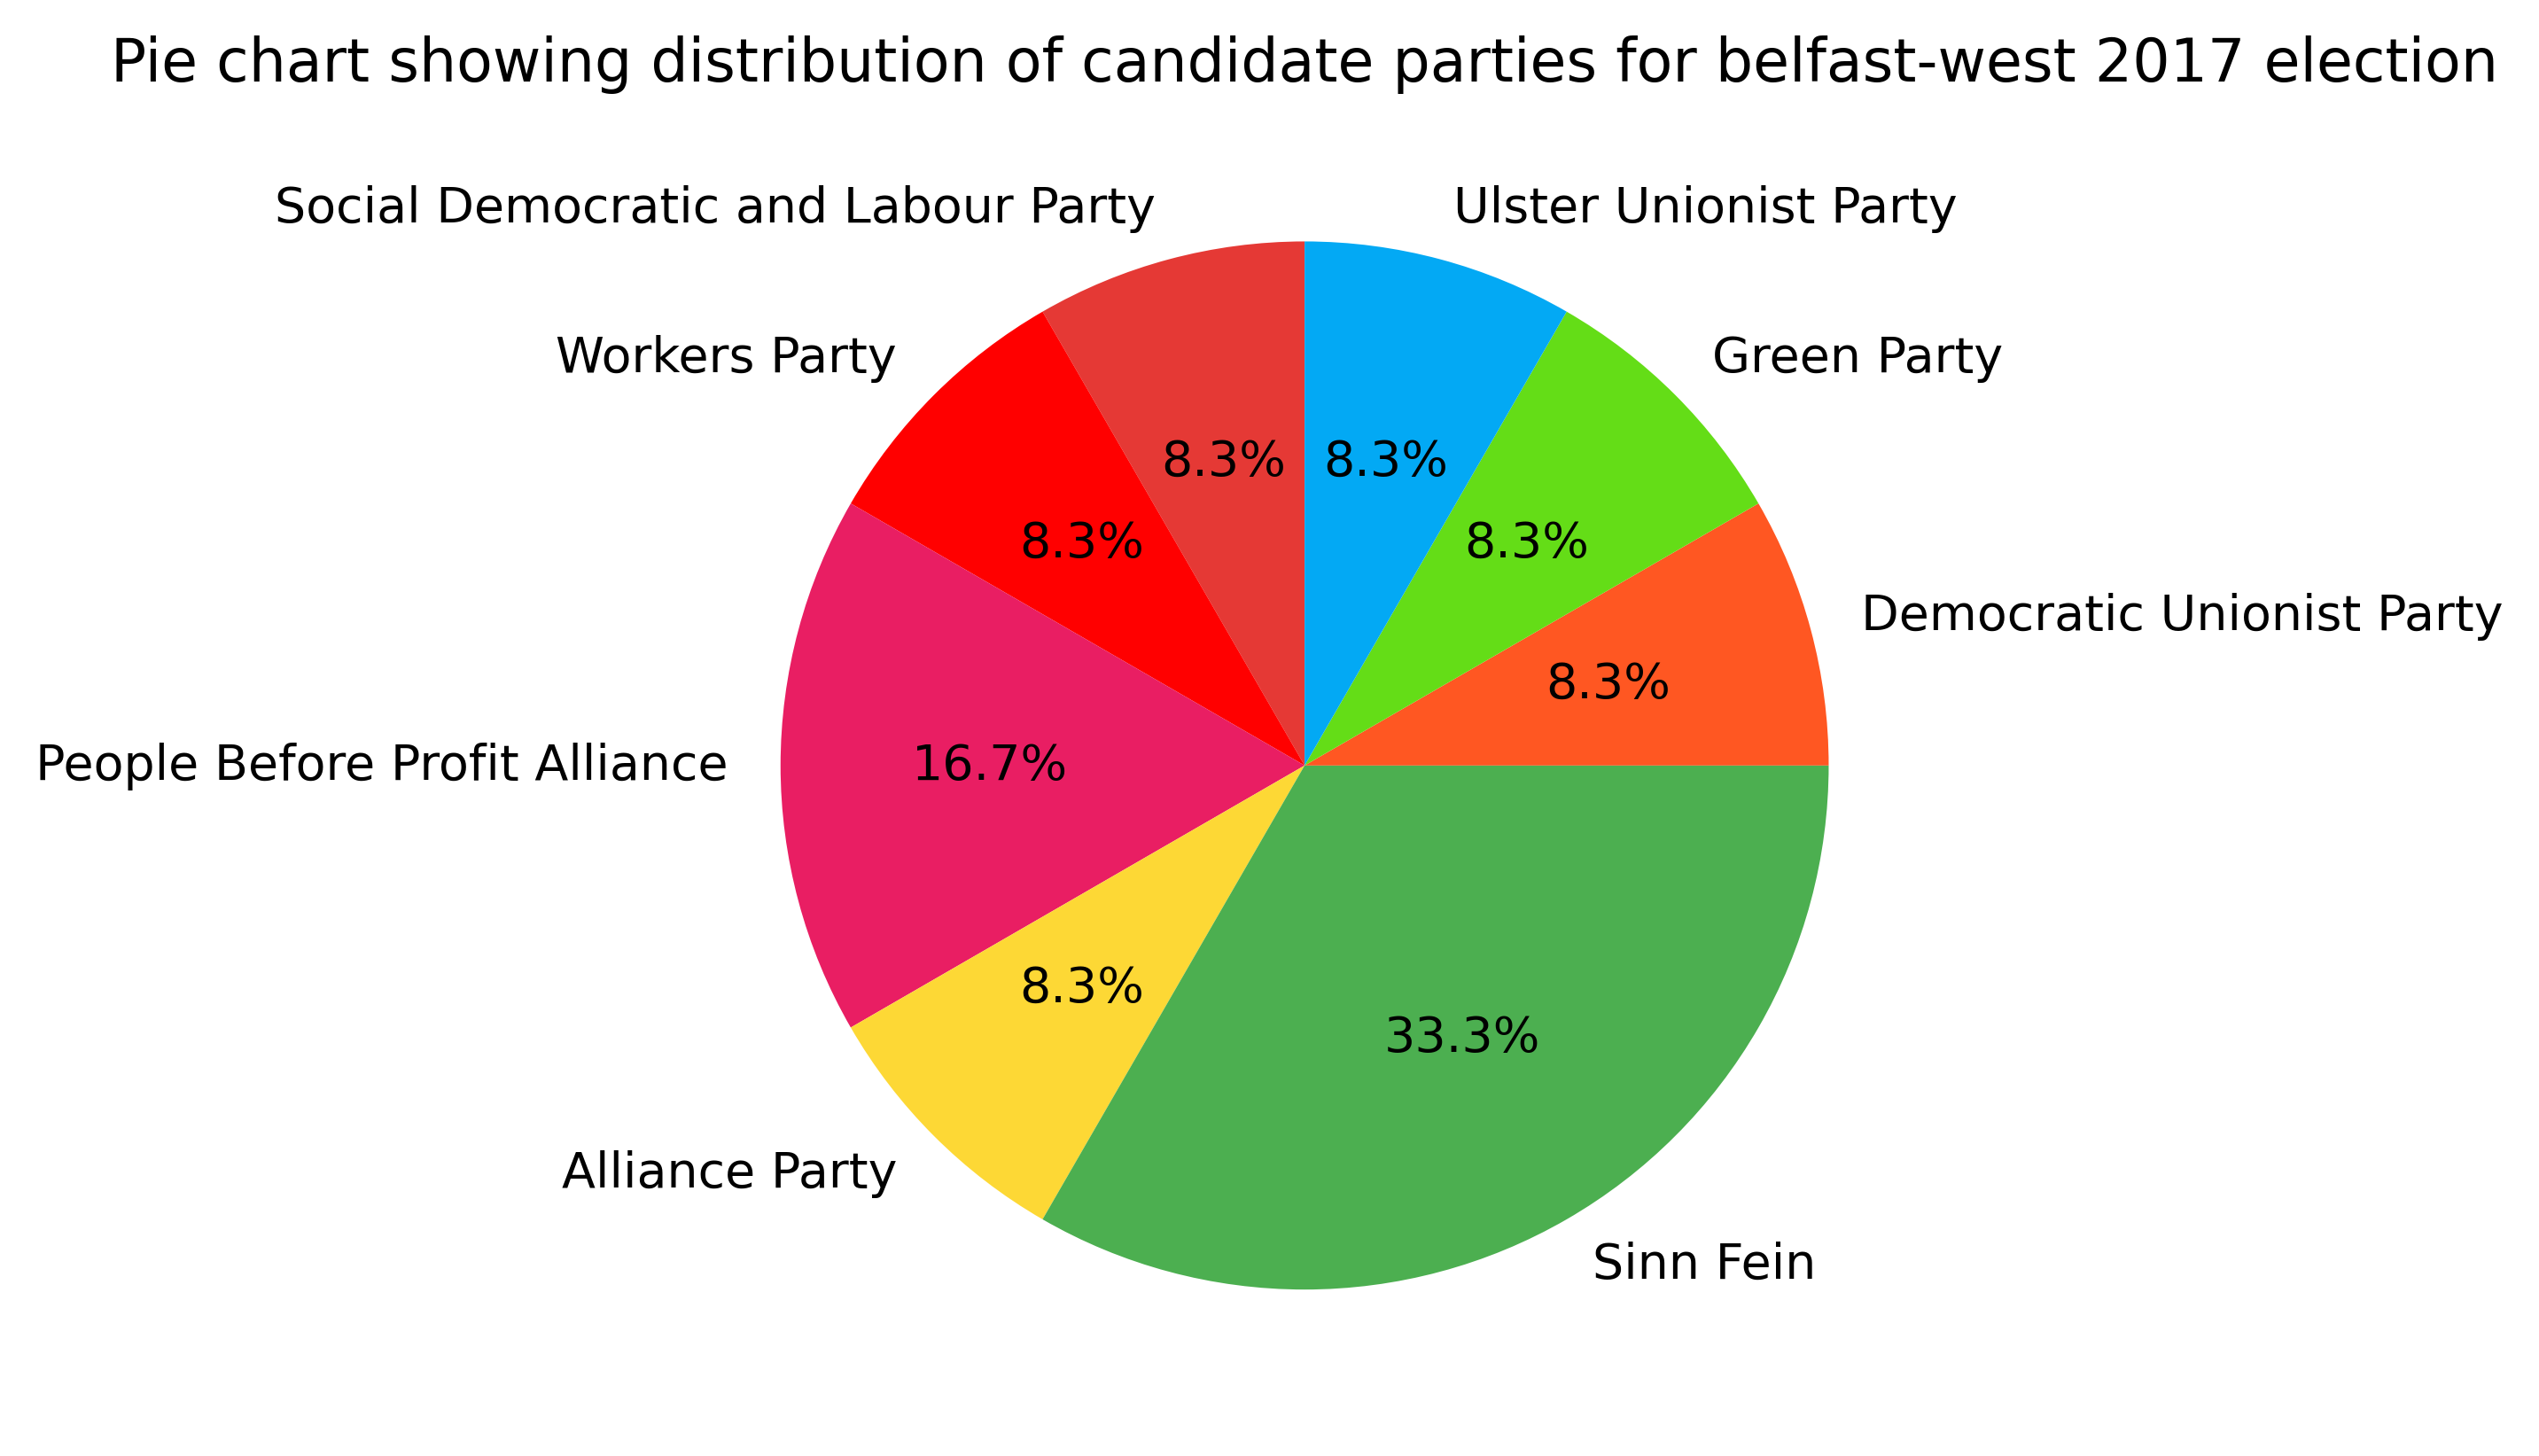 Pie chart showing distribution of candidate parties for belfast-west 2017 election
Social Democratic and Labour Party
Ulster Unionist Party
Workers Party
Green Party
8.3%
8.3%
8.3%
8.3%
Democratic Unionist Party
8.3%
People Before Profit Alliance
16.7%
8.3%
33.3%
Alliance Party
Sinn Fein